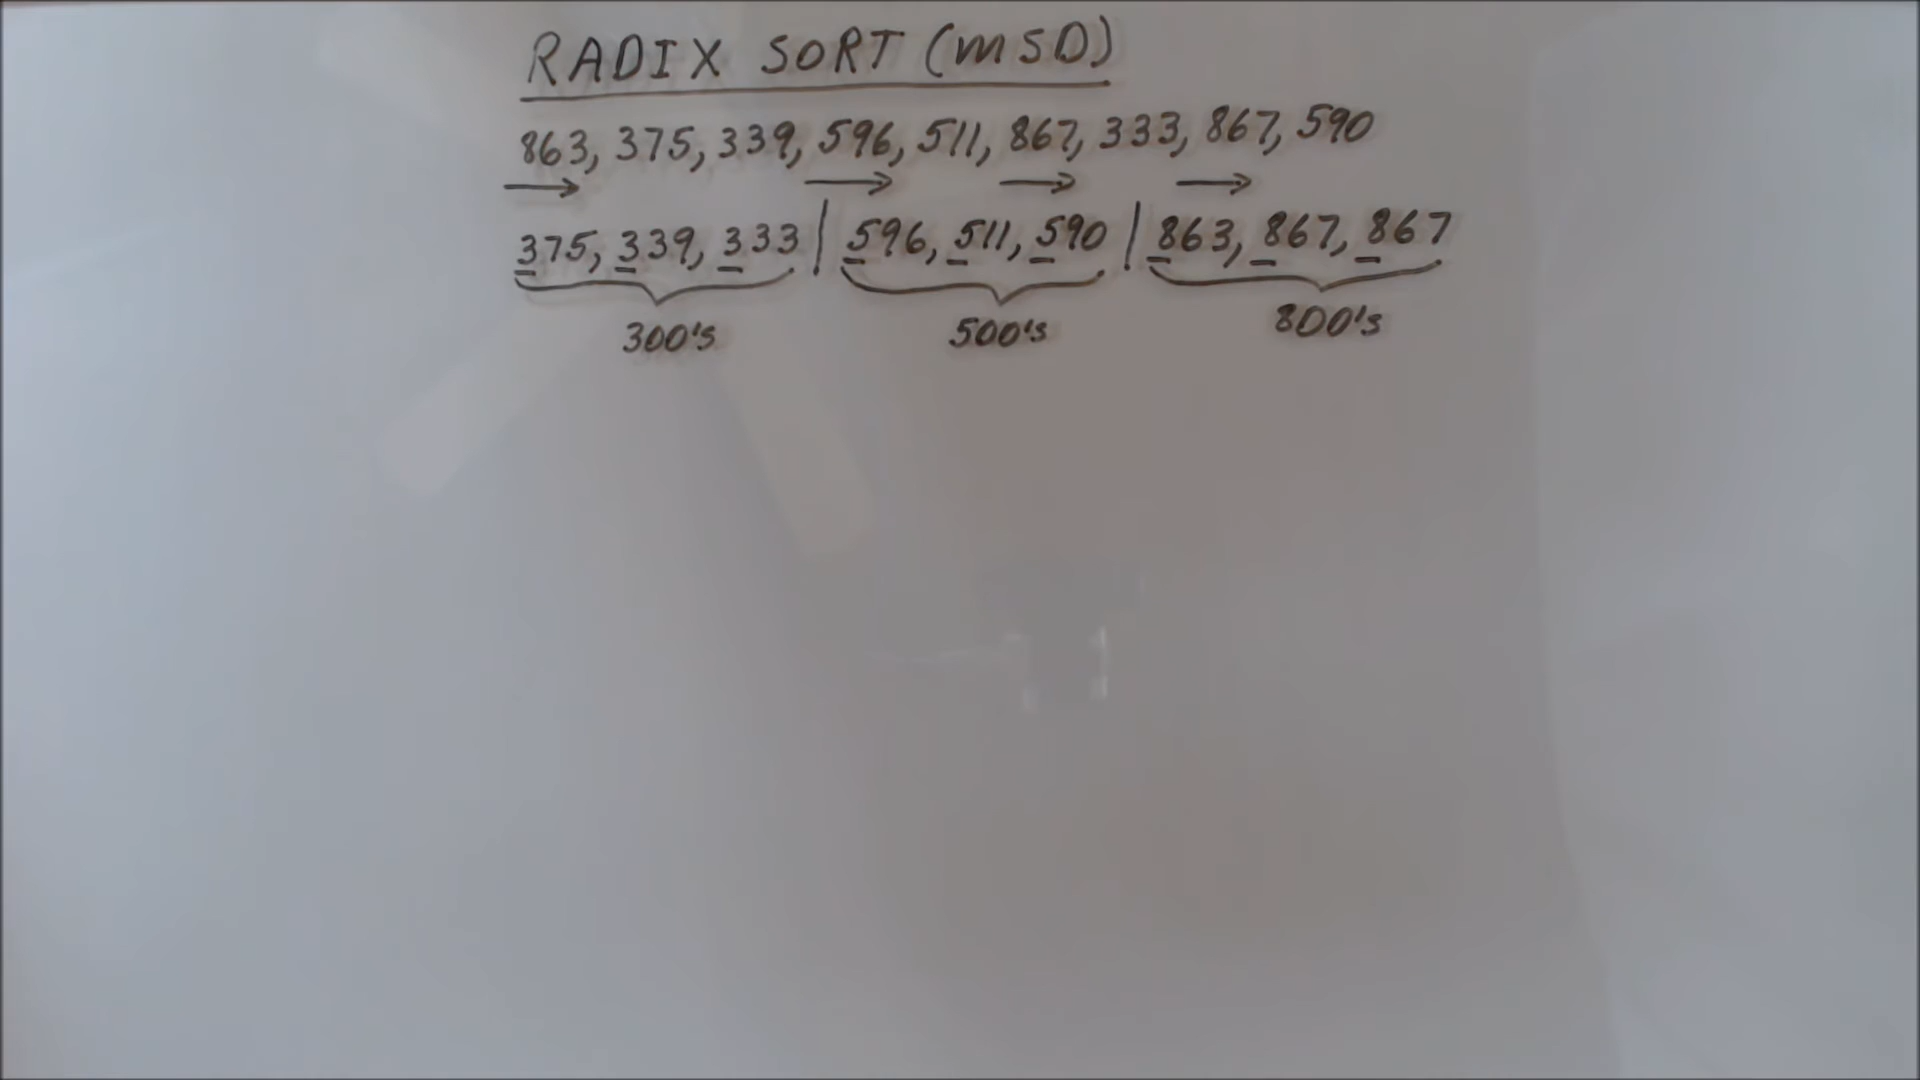 RADIX SORT (MSD)
863, 375, 339, 596, 511, 867, 333, 867, 590
375, 339, 333 | 596, 511, 590 | 863, 867, 867
300's 500's 800's